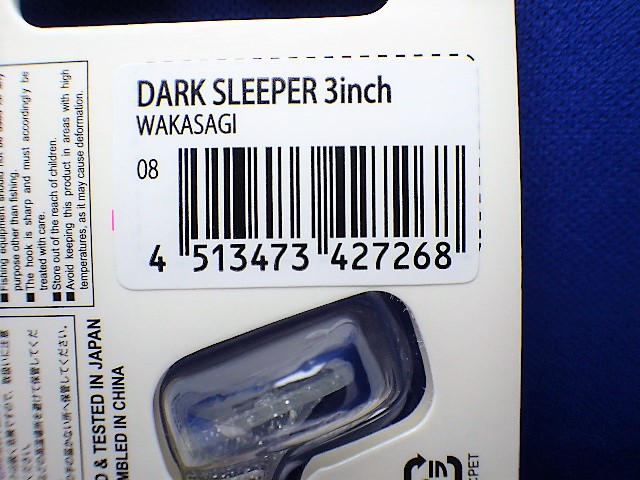 DARK SLEEPER 3inch
WAKASAGI
08
4 513473 427268
purpose other than fishing.
■The hook is sharp and must accordingly be
treated with care.
■Store out of the reach of children.
■Avoid keeping this product in areas with high
temperatures, as it may cause deformation.
& TESTED IN JAPAN
MBLED IN CHINA
PET